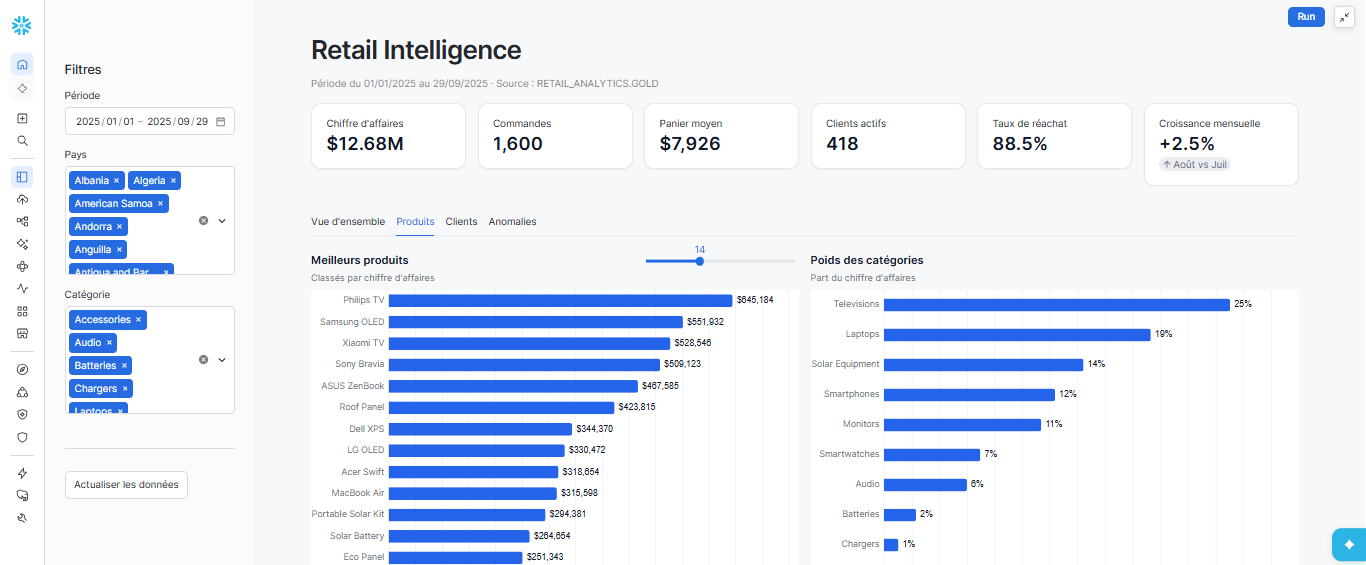 Run
Retail Intelligence
Période du 01/01/2025 au 29/09/2025 · Source : RETAIL_ANALYTICS.GOLD
Filtres
Période
2025/01/01 – 2025/09/29
Pays
Albania ×
Algeria ×
American Samoa ×
Andorra ×
Anguilla ×
Antigua and Bar... ×
Catégorie
Accessories ×
Audio ×
Batteries ×
Chargers ×
Laptops ×
Actualiser les données
Chiffre d'affaires
$12.68M
Commandes
1,600
Panier moyen
$7,926
Clients actifs
418
Taux de réachat
88.5%
Croissance mensuelle
+2.5%
↑ Août vs Juil
Vue d'ensemble
Produits
Clients
Anomalies
Meilleurs produits
14
Classés par chiffre d'affaires
Philips TV $645,184
Samsung OLED $551,932
Xiaomi TV $528,546
Sony Bravia $509,123
ASUS ZenBook $467,585
Roof Panel $423,815
Dell XPS $344,370
LG OLED $330,472
Acer Swift $318,654
MacBook Air $315,598
Portable Solar Kit $294,381
Solar Battery $264,654
Eco Panel $251,343
Poids des catégories
Part du chiffre d'affaires
Televisions 25%
Laptops 19%
Solar Equipment 14%
Smartphones 12%
Monitors 11%
Smartwatches 7%
Audio 6%
Batteries 2%
Chargers 1%